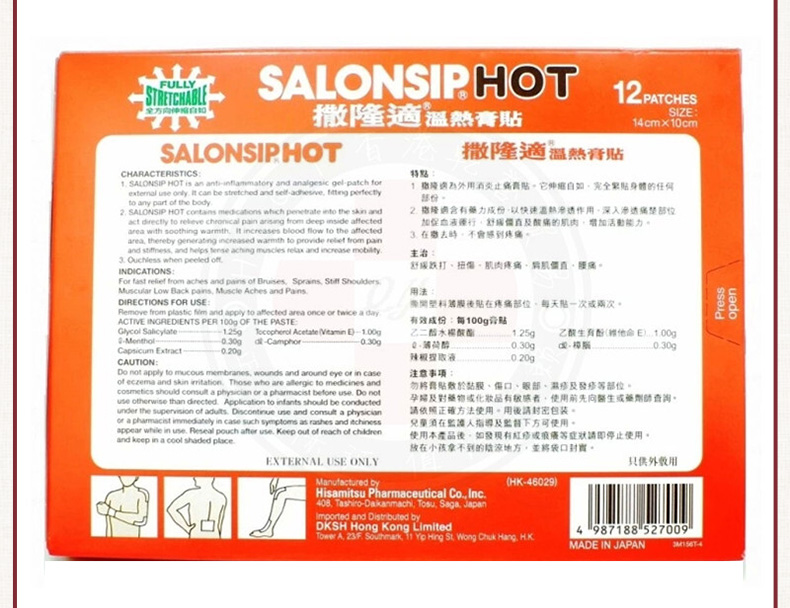 FULLY
STRETCHABLE
全方向伸縮自如
SALONSIP® HOT
撒隆適®溫熱膏貼
12 PATCHES
SIZE:
14cm×10cm
SALONSIP HOT
CHARACTERISTICS:
1. SALONSIP HOT is an anti-inflammatory and analgesic gel-patch for
external use only. It can be stretched and self-adhesive, fitting perfectly
to any part of the body.
2. SALONSIP HOT contains medications which penetrate into the skin and
act directly to relieve chronical pain arising from deep inside affected
area with soothing warmth. It increases blood flow to the affected
area, thereby generating increased warmth to provide relief from pain
and stiffness, and helps tense aching muscles relax and increase mobility.
3. Ouchless when peeled off.
INDICATIONS:
For fast relief from aches and pains of Bruises, Sprains, Stiff Shoulders,
Muscular Low Back pains, Muscle Aches and Pains.
DIRECTIONS FOR USE:
Remove from plastic film and apply to affected area once or twice a day.
ACTIVE INGREDIENTS PER 100g OF THE PASTE:
Glycol Salicylate 1.25g Tocopherol Acetate (Vitamin E) 1.00g
ℓ-Menthol 0.30g dℓ-Camphor 0.30g
Capsicum Extract 0.20g
CAUTION:
Do not apply to mucous membranes, wounds and around eye or in case
of eczema and skin irritation. Those who are allergic to medicines and
cosmetics should consult a physician or a pharmacist before use. Do not
use otherwise than directed. Application to infants should be conducted
under the supervision of adults. Discontinue use and consult a physician
or a pharmacist immediately in case such symptoms as rashes and itchiness
appear while in use. Reseal pouch after use. Keep out of reach of children
and keep in a cool shaded place.
EXTERNAL USE ONLY
撒隆適®溫熱膏貼
特點:
1. 撒隆適為外用消炎止痛膏貼。它伸縮自如、完全緊貼身體的任何
部份。
2. 撒隆適含有藥力成份,以快速溫熱滲透作用,深入滲透痛楚部位
加促血液運行,舒緩僵直及酸痛的肌肉,增加活動能力。
3. 在撒去時,不會感到疼痛。
主治:
舒緩跌打、扭傷、肌肉疼痛、肩肌僵直、腰痛。
用法:
撕開塑料薄膜後貼在疼痛部位,每天貼一次或兩次。
有效成份:每100g膏貼
乙二醇水楊酸酯 1.25g 乙酸生育酚(維他命E) 1.00g
ℓ-薄荷醇 0.30g dℓ-樟腦 0.30g
辣椒提取液 0.20g
注意事項:
勿將膏貼敷於黏膜、傷口、眼部、濕疹及發疹等部位。
孕婦及對藥物或化妝品有敏感者,使用前先向醫生或藥劑師查詢。
請依照正確方法使用。用後請封密包裝。
兒童須在監護人指導及監督下方可使用。
使用本產品後,如發現有紅疹或痕癢等症狀請即停止使用。
放在小孩拿不到的陰涼地方,並將袋口封實。
只供外敷用
Press
open
Manufactured by (HK-46029)
Hisamitsu Pharmaceutical Co., Inc.
408, Tashiro-Daikanmachi, Tosu, Saga, Japan
Imported and Distributed by
DKSH Hong Kong Limited
Tower A, 23/F. Southmark, 11 Yip Hing St, Wong Chuk Hang, H.K.
4 987188 527009
MADE IN JAPAN 3M156T-4